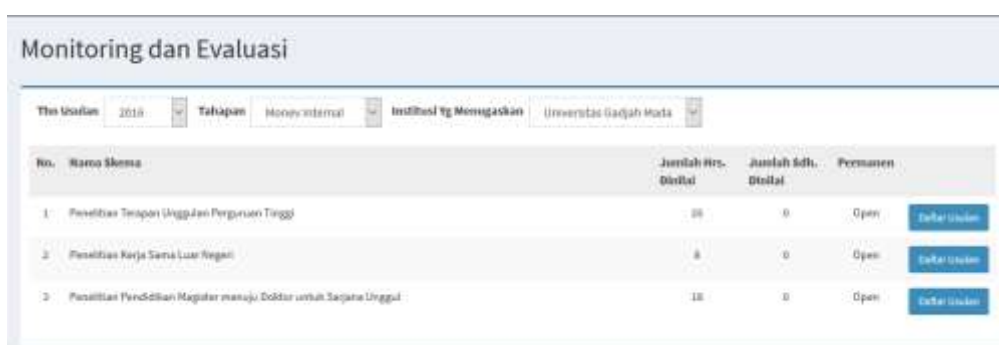 Monitoring dan Evaluasi
Thn Usulan Tahapan Monev Internal Institusi Yg Menugaskan Universitas Gadjah Mada
No. Nama Skema Jumlah Hrs. Dinilai Jumlah Sdh. Dinilai Permanen
1 Penelitian Terapan Unggulan Perguruan Tinggi 0 Open Daftar Usulan
2 Penelitian Kerja Sama Luar Negeri 0 Open Daftar Usulan
3 Penelitian Pendidikan Magister menuju Doktor untuk Sarjana Unggul 0 Open Daftar Usulan